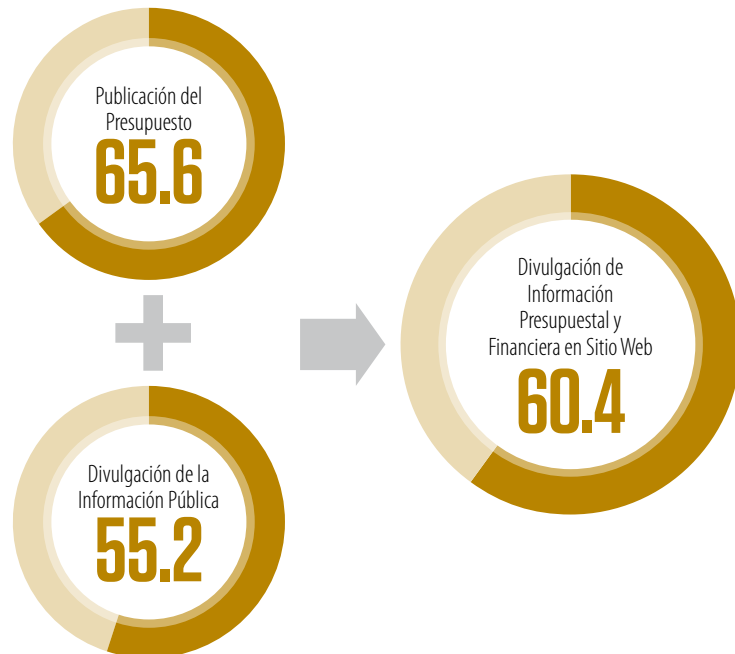 Publicación del
Presupuesto
65.6
Divulgación de la
Información Pública
55.2
Divulgación de
Información
Presupuestal y
Financiera en Sitio Web
60.4